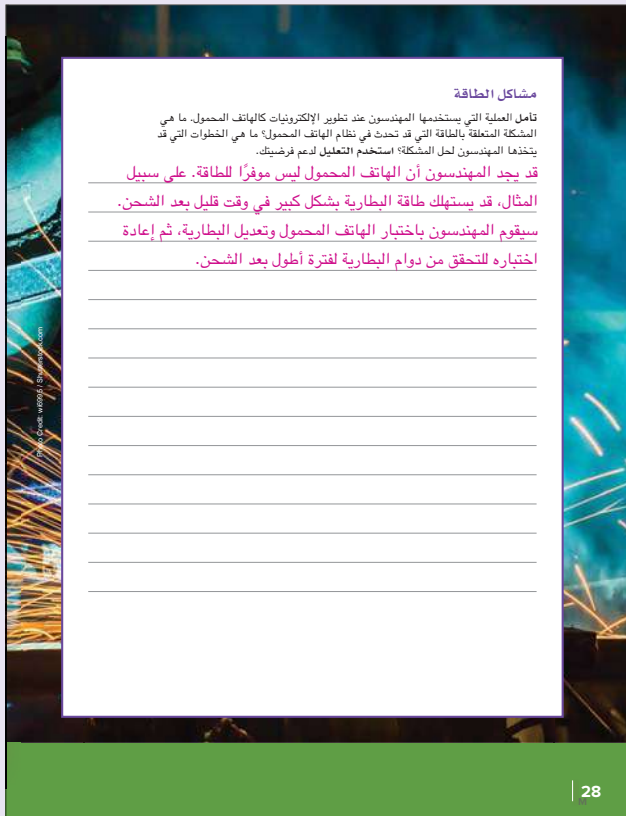 مشاكل الطاقة
تأمل العملية التي يستخدمها المهندسون عند تطوير الإلكترونيات كالهاتف المحمول. ما هي
المشكلة المتعلقة بالطاقة التي قد تحدث في نظام الهاتف المحمول؟ ما هي الخطوات التي قد
يتخذها المهندسون لحل المشكلة؟ استخدم التعليل لدعم فرضيتك.
قد يجد المهندسون أن الهاتف المحمول ليس موفرًا للطاقة. على سبيل
المثال، قد يستهلك طاقة البطارية بشكل كبير في وقت قليل بعد الشحن.
سيقوم المهندسون باختبار الهاتف المحمول وتعديل البطارية، ثم إعادة
اختباره للتحقق من دوام البطارية لفترة أطول بعد الشحن.
Photo Credit: wi6995 / Shutterstock.com
28
M